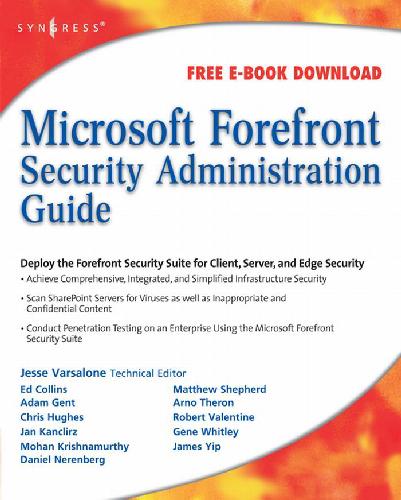 SYNGRESS®
FREE E-BOOK DOWNLOAD
Microsoft Forefront
Security Administration
Guide
Deploy the Forefront Security Suite for Client, Server, and Edge Security
• Achieve Comprehensive, Integrated, and Simplified Infrastructure Security
• Scan SharePoint Servers for Viruses as well as Inappropriate and
Confidential Content
• Conduct Penetration Testing on an Enterprise Using the Microsoft Forefront
Security Suite
Jesse Varsalone Technical Editor
Ed Collins
Adam Gent
Chris Hughes
Jan Kanclirz
Mohan Krishnamurthy
Daniel Nerenberg
Matthew Shepherd
Arno Theron
Robert Valentine
Gene Whitley
James Yip